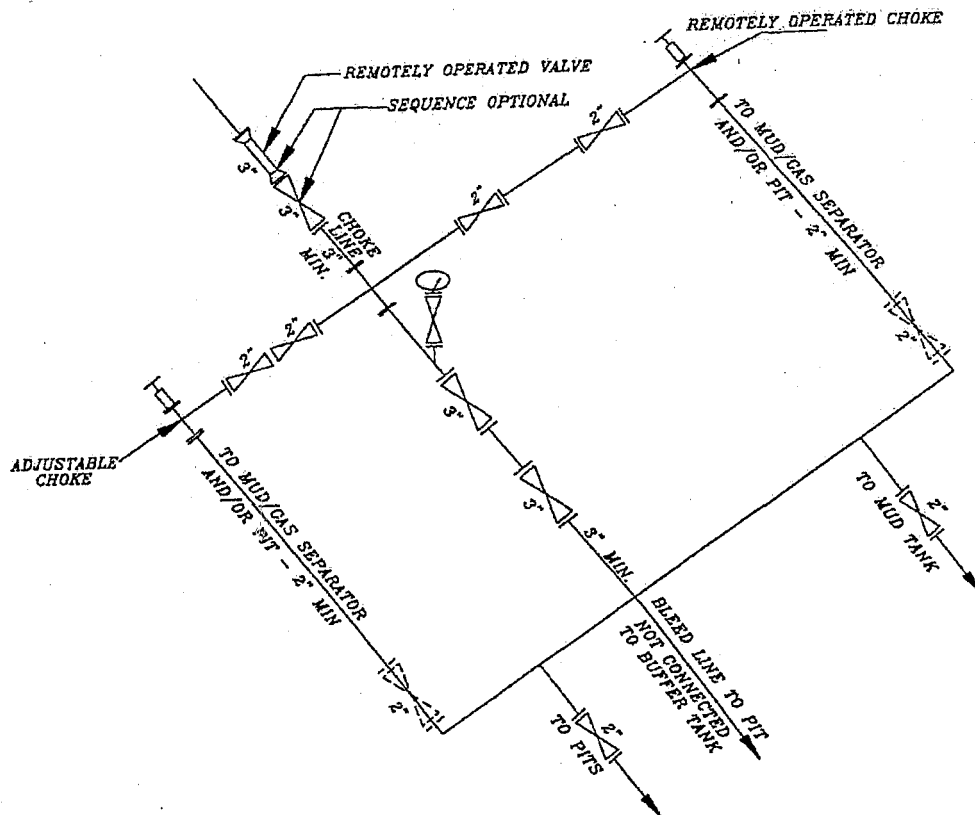 REMOTELY OPERATED CHOKE
REMOTELY OPERATED VALVE
SEQUENCE OPTIONAL
3"
3"
CHOKE
LINE
3"
MIN.
2"
2"
TO MUD/GAS SEPARATOR
AND/OR PIT - 2" MIN
2"
2"
2"
3"
3"
3" MIN.
ADJUSTABLE
CHOKE
TO MUD/GAS SEPARATOR
AND/OR PIT - 2" MIN
2"
2"
TO MUD TANK
BLEED LINE TO PIT
NOT CONNECTED
TO BUFFER TANK
2"
TO PITS